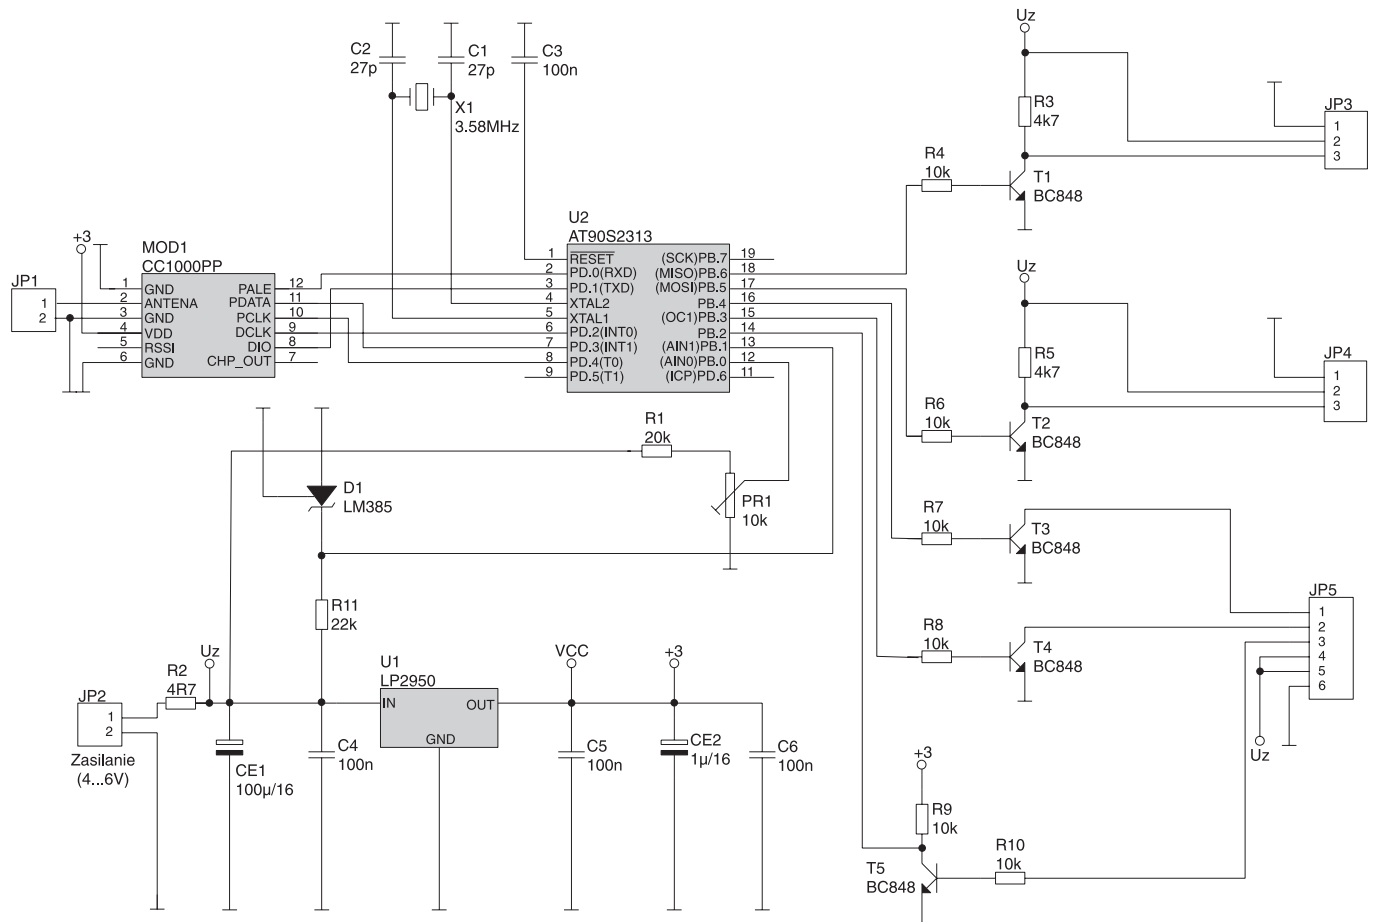 C2
27p
C1
27p
C3
100n
X1
3.58MHz
Uz
R3
4k7
JP3
1
2
3
R4
10k
T1
BC848
Uz
R5
4k7
JP4
1
2
3
R6
10k
T2
BC848
+3
MOD1
CC1000PP
JP1
1
2
1 GND
2 ANTENA
3 GND
4 VDD
5 RSSI
6 GND
PALE 12
PDATA 11
PCLK 10
DCLK 9
DIO 8
CHP_OUT 7
U2
AT90S2313
1 RESET
2 PD.0(RXD)
3 PD.1(TXD)
4 XTAL2
5 XTAL1
6 PD.2(INT0)
7 PD.3(INT1)
8 PD.4(T0)
9 PD.5(T1)
(SCK)PB.7 19
(MISO)PB.6 18
(MOSI)PB.5 17
PB.4 16
(OC1)PB.3 15
PB.2 14
(AIN1)PB.1 13
(AIN0)PB.0 12
(ICP)PD.6 11
R1
20k
D1
LM385
PR1
10k
R7
10k
T3
BC848
R11
22k
R8
10k
T4
BC848
JP5
1
2
3
4
5
6
Uz
Uz
R2
4R7
JP2
1
2
Zasilanie
(4...6V)
U1
LP2950
IN
OUT
GND
VCC
+3
CE1
100µ/16
C4
100n
C5
100n
CE2
1µ/16
C6
100n
+3
R9
10k
T5
BC848
R10
10k